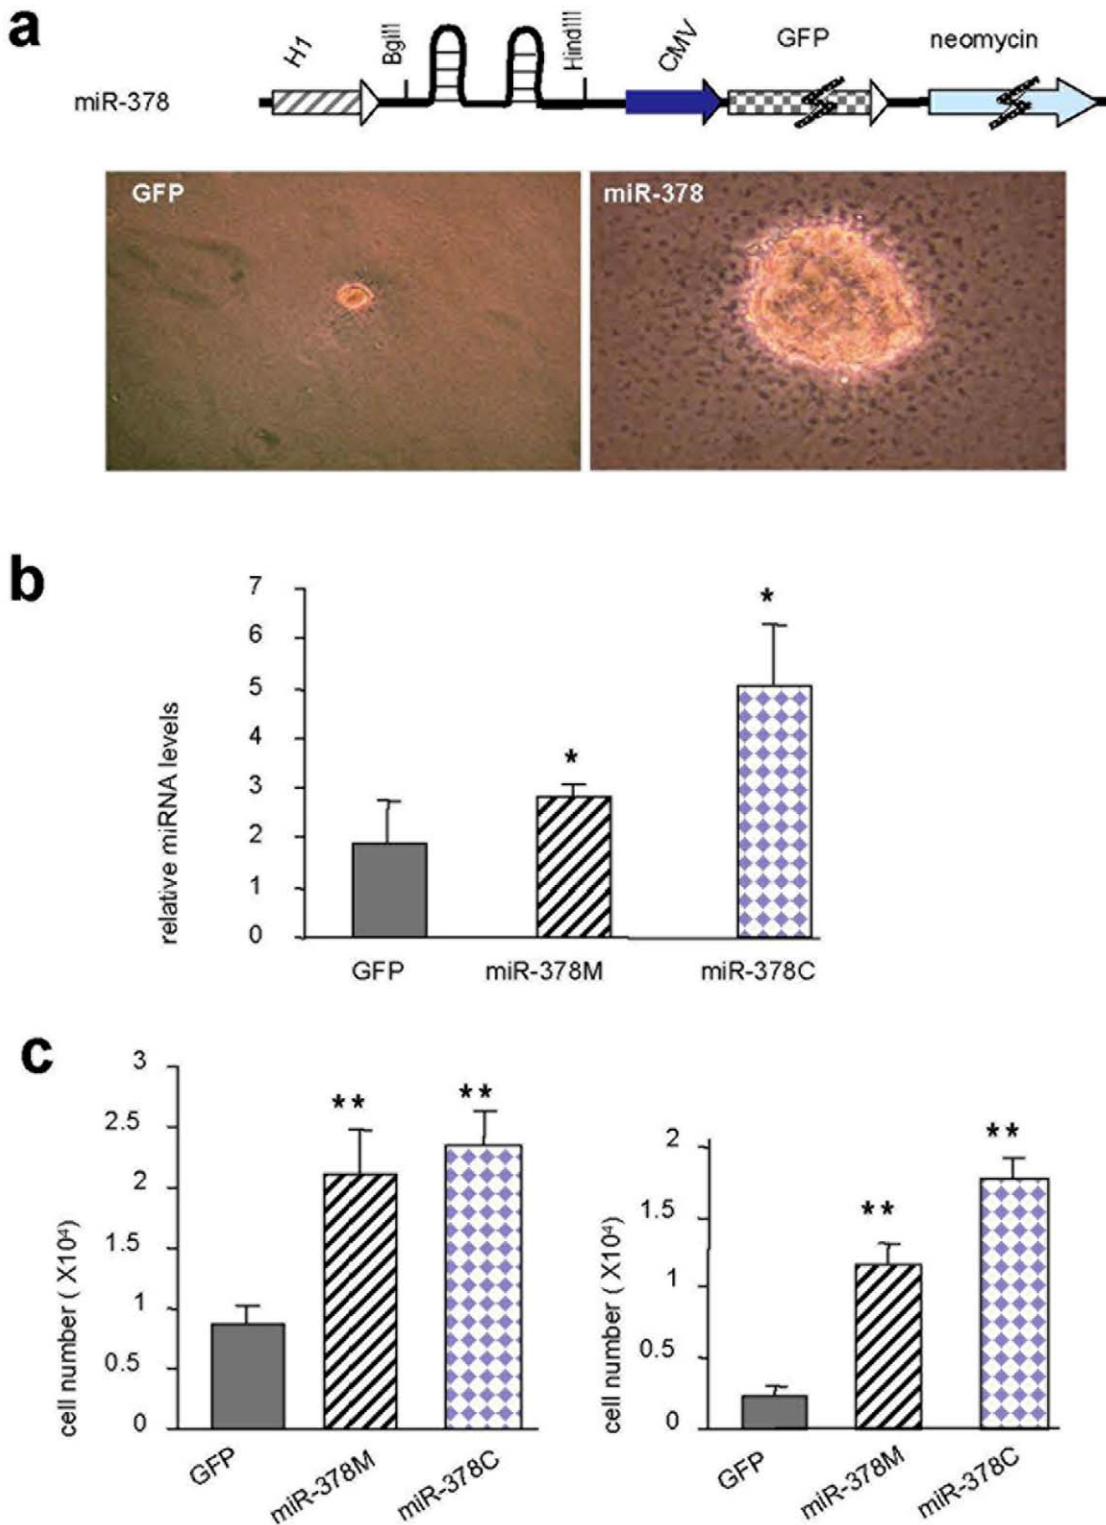 a
H1
BglII
HindIII
CMV
GFP
neomycin
miR-378
GFP
miR-378
b
7
6
5
4
3
2
1
0
relative miRNA levels
*
*
GFP
miR-378M
miR-378C
c
3
2.5
2
1.5
1
0.5
0
cell number ( X10⁴)
**
**
GFP
miR-378M
miR-378C
2
1.5
1
0.5
0
cell number ( X10⁴)
**
**
GFP
miR-378M
miR-378C